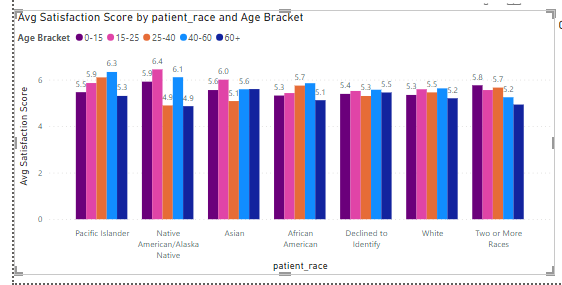 Avg Satisfaction Score by patient_race and Age Bracket
Age Bracket 0-15 15-25 25-40 40-60 60+
Avg Satisfaction Score
6
4
2
0
5.5 5.9 6.3 5.3
5.9 6.4 4.9 6.1 4.9
5.6 6.0 5.1 5.6
5.3 5.7 5.1
5.4 5.3 5.5
5.3 5.5 5.2
5.8 5.7 5.2
Pacific Islander
Native
American/Alaska
Native
Asian
African
American
Declined to
Identify
White
Two or More
Races
patient_race